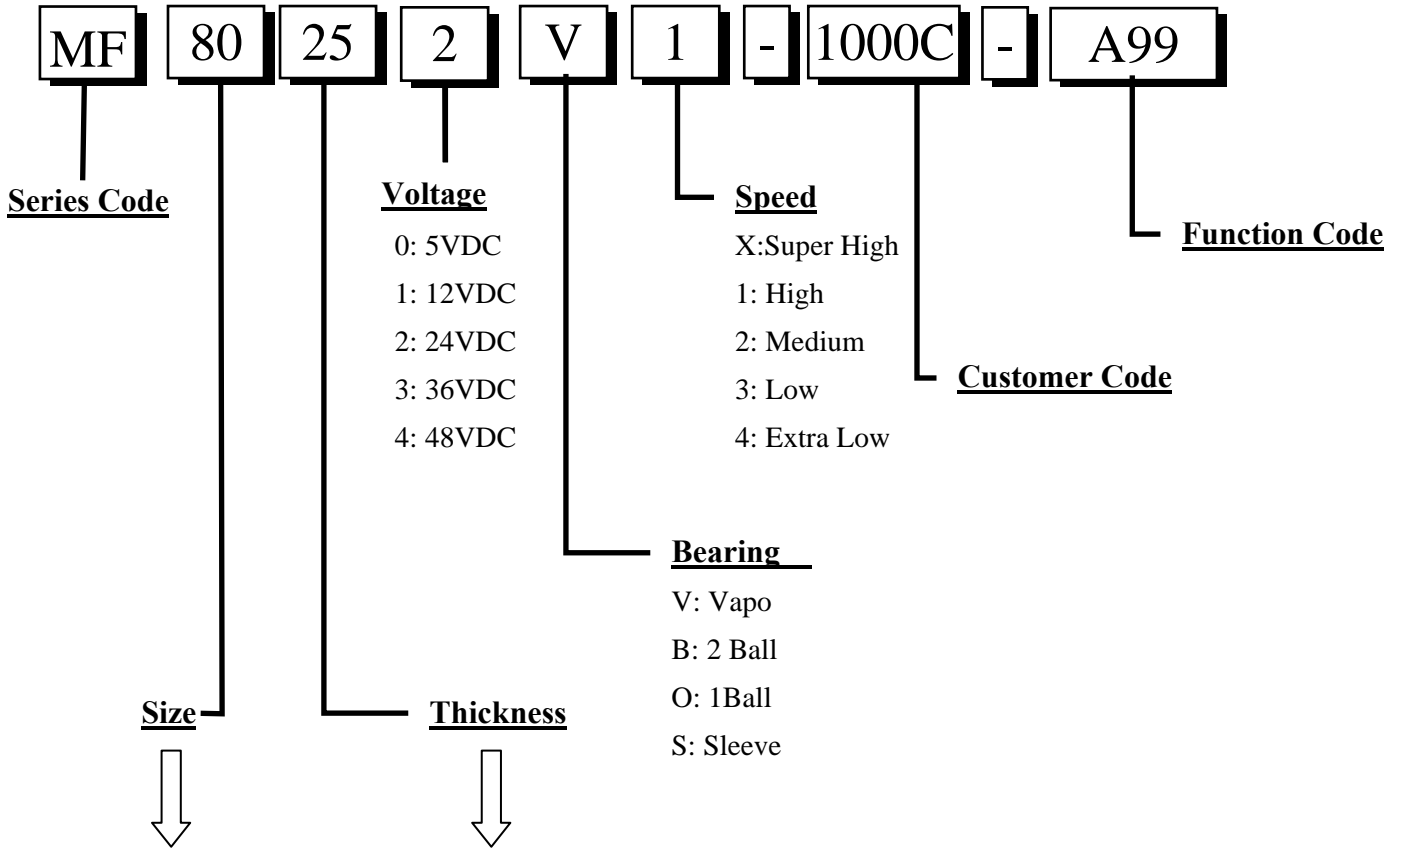 MF 80 25 2 V 1 - 1000C - A99
Series Code
Voltage
0: 5VDC
1: 12VDC
2: 24VDC
3: 36VDC
4: 48VDC
Speed
X:Super High
1: High
2: Medium
3: Low
4: Extra Low
Function Code
Customer Code
Bearing
V: Vapo
B: 2 Ball
O: 1Ball
S: Sleeve
Size
Thickness